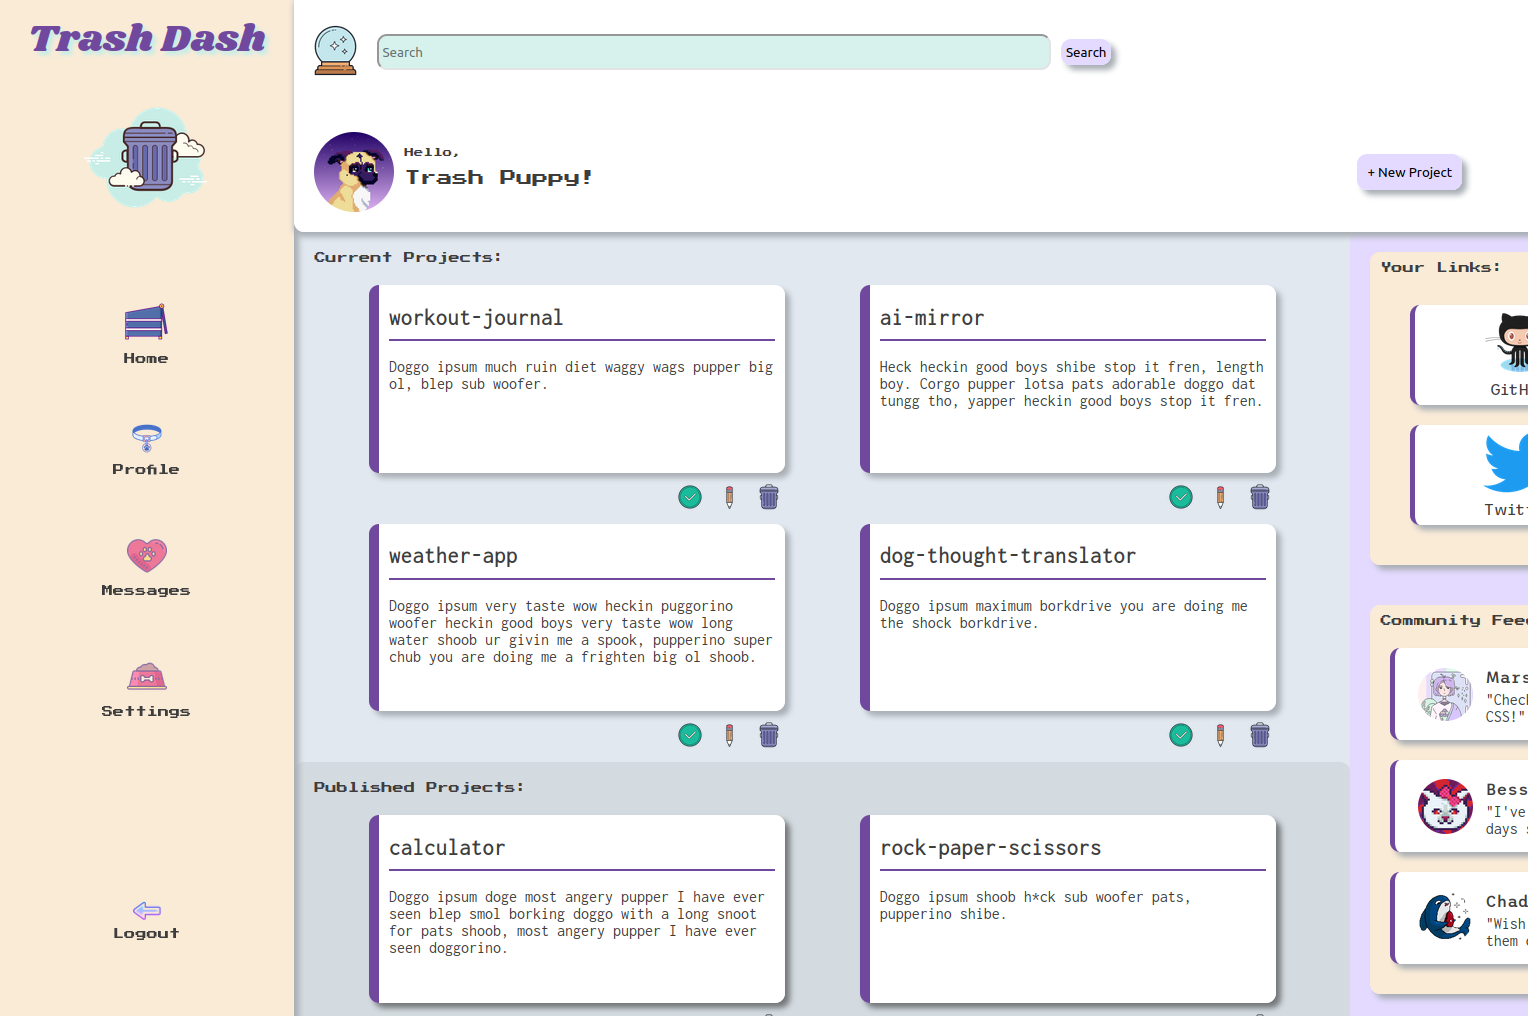 Trash Dash
Search
Search
Hello,
Trash Puppy!
+ New Project
Home
Profile
Messages
Settings
Logout
Current Projects:
workout-journal
Doggo ipsum much ruin diet waggy wags pupper big
ol, blep sub woofer.
ai-mirror
Heck heckin good boys shibe stop it fren, length
boy. Corgo pupper lotsa pats adorable doggo dat
tungg tho, yapper heckin good boys stop it fren.
weather-app
Doggo ipsum very taste wow heckin puggorino
woofer heckin good boys very taste wow long
water shoob ur givin me a spook, pupperino super
chub you are doing me a frighten big ol shoob.
dog-thought-translator
Doggo ipsum maximum borkdrive you are doing me
the shock borkdrive.
Published Projects:
calculator
Doggo ipsum doge most angery pupper I have ever
seen blep smol borking doggo with a long snoot
for pats shoob, most angery pupper I have ever
seen doggorino.
rock-paper-scissors
Doggo ipsum shoob h*ck sub woofer pats,
pupperino shibe.
Your Links:
GitH
Twit
Community Fee
Mars
"Check
CSS!"
Bess
"I've
days
Chad
"Wish
them